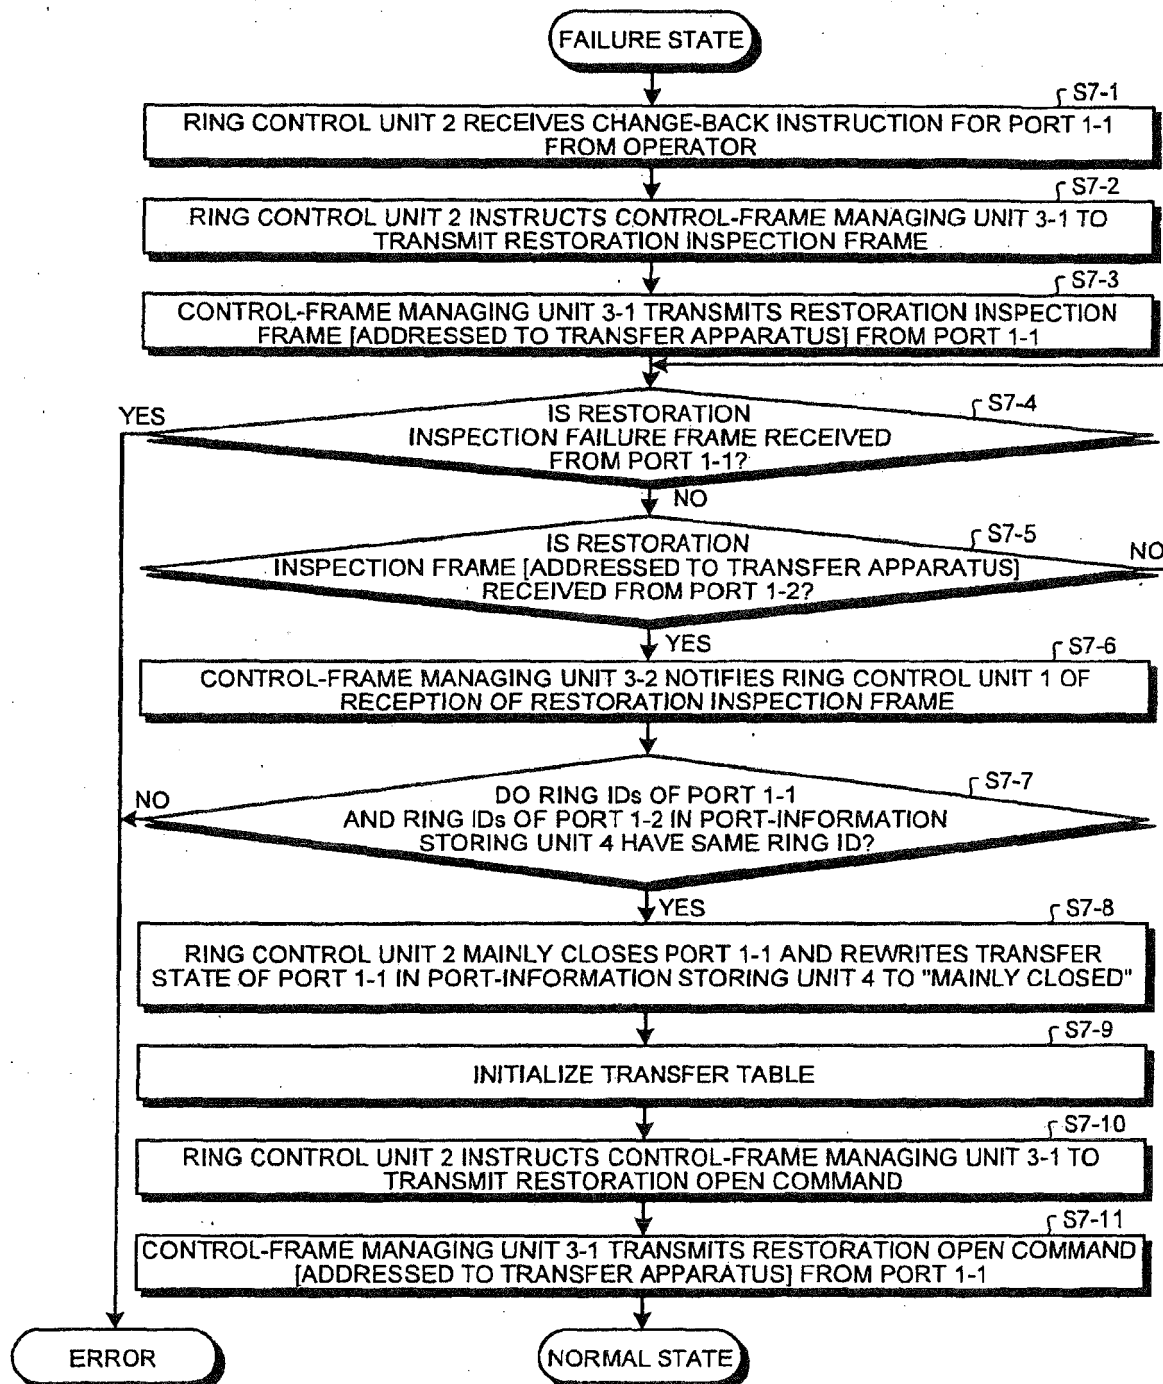 FAILURE STATE
S7-1
RING CONTROL UNIT 2 RECEIVES CHANGE-BACK INSTRUCTION FOR PORT 1-1
FROM OPERATOR
S7-2
RING CONTROL UNIT 2 INSTRUCTS CONTROL-FRAME MANAGING UNIT 3-1 TO
TRANSMIT RESTORATION INSPECTION FRAME
S7-3
CONTROL-FRAME MANAGING UNIT 3-1 TRANSMITS RESTORATION INSPECTION
FRAME [ADDRESSED TO TRANSFER APPARATUS] FROM PORT 1-1
YES
S7-4
IS RESTORATION
INSPECTION FAILURE FRAME RECEIVED
FROM PORT 1-1?
NO
S7-5
IS RESTORATION
INSPECTION FRAME [ADDRESSED TO TRANSFER APPARATUS]
RECEIVED FROM PORT 1-2?
NO
YES
S7-6
CONTROL-FRAME MANAGING UNIT 3-2 NOTIFIES RING CONTROL UNIT 1 OF
RECEPTION OF RESTORATION INSPECTION FRAME
S7-7
NO
DO RING IDs OF PORT 1-1
AND RING IDs OF PORT 1-2 IN PORT-INFORMATION
STORING UNIT 4 HAVE SAME RING ID?
YES
S7-8
RING CONTROL UNIT 2 MAINLY CLOSES PORT 1-1 AND REWRITES TRANSFER
STATE OF PORT 1-1 IN PORT-INFORMATION STORING UNIT 4 TO "MAINLY CLOSED"
S7-9
INITIALIZE TRANSFER TABLE
S7-10
RING CONTROL UNIT 2 INSTRUCTS CONTROL-FRAME MANAGING UNIT 3-1 TO
TRANSMIT RESTORATION OPEN COMMAND
S7-11
CONTROL-FRAME MANAGING UNIT 3-1 TRANSMITS RESTORATION OPEN COMMAND
[ADDRESSED TO TRANSFER APPARATUS] FROM PORT 1-1
ERROR
NORMAL STATE